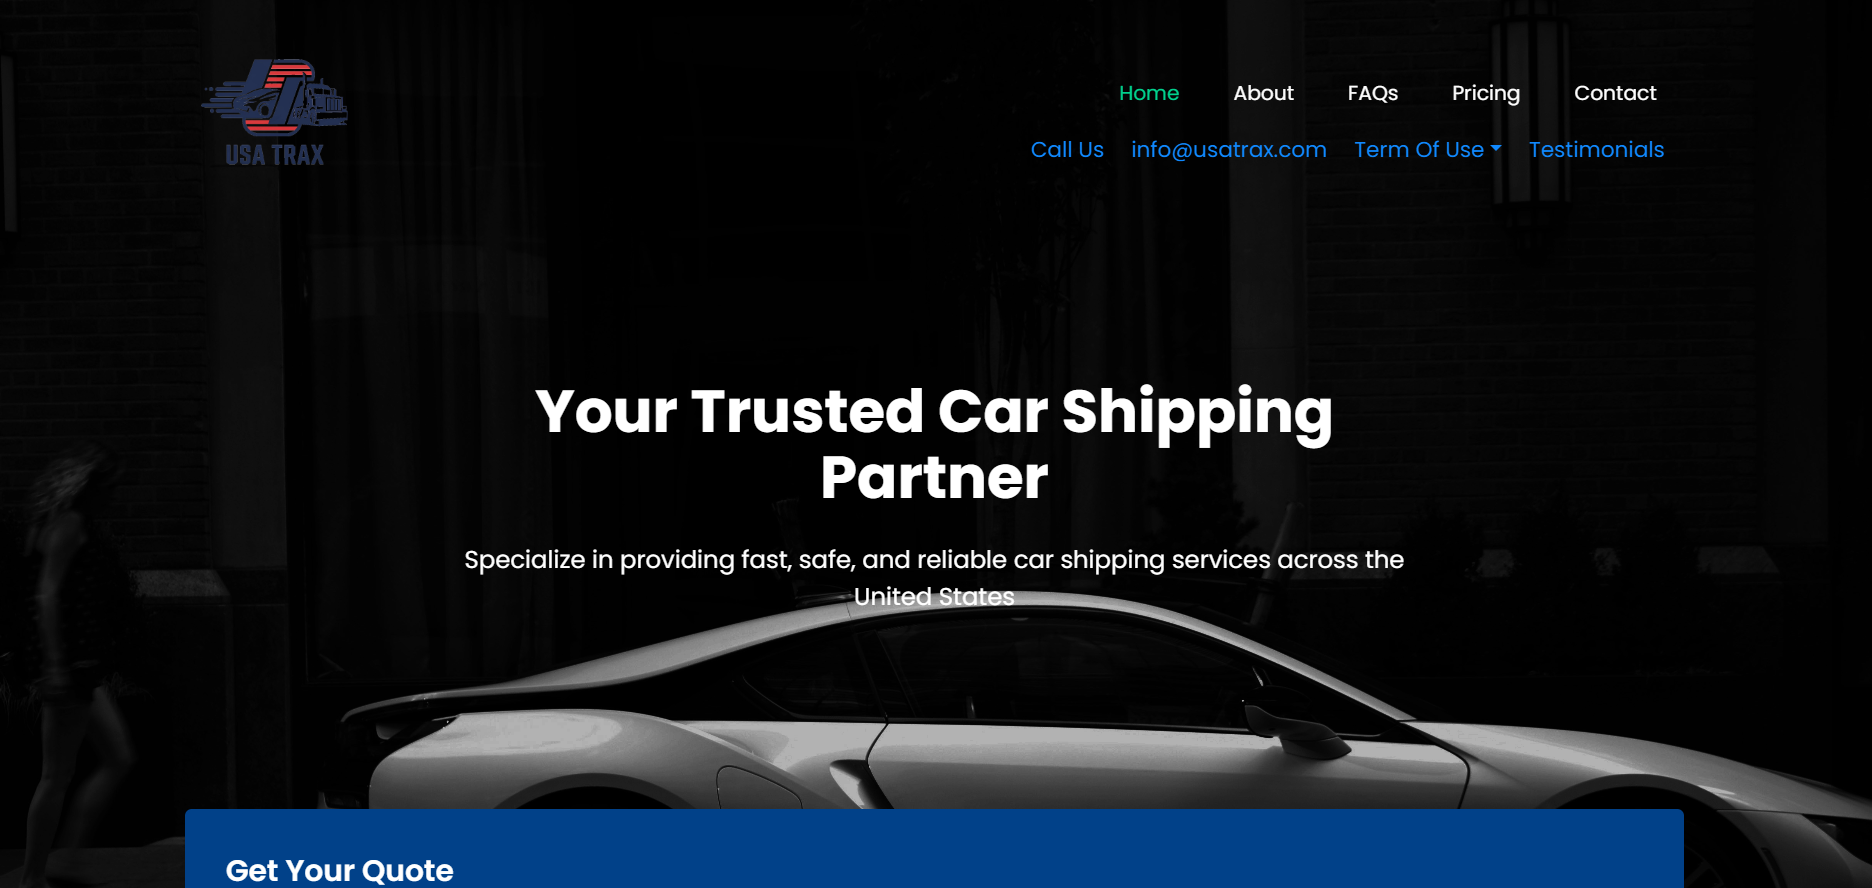 USA TRAX
Home About FAQs Pricing Contact
Call Us info@usatrax.com Term Of Use Testimonials
Your Trusted Car Shipping
Partner
Specialize in providing fast, safe, and reliable car shipping services across the
United States
Get Your Quote